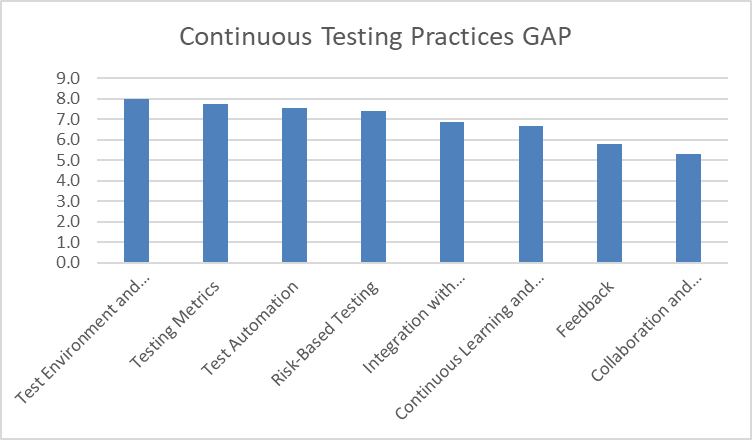 Continuous Testing Practices GAP
9.0
8.0
7.0
6.0
5.0
4.0
3.0
2.0
1.0
0.0
Test Environment and...
Testing Metrics
Test Automation
Risk-Based Testing
Integration with...
Continuous Learning and...
Feedback
Collaboration and...